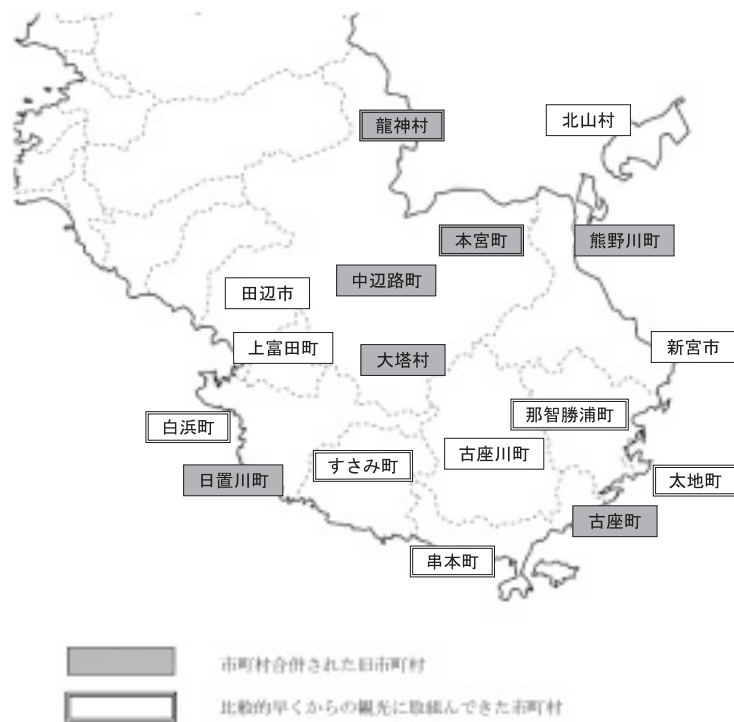 龍神村
北山村
本宮町
熊野川町
中辺路町
田辺市
上富田町
大塔村
新宮市
那智勝浦町
白浜町
古座川町
すさみ町
日置川町
太地町
古座町
串本町
市町村合併された旧市町村
比較的早くからの観光に取組んできた市町村